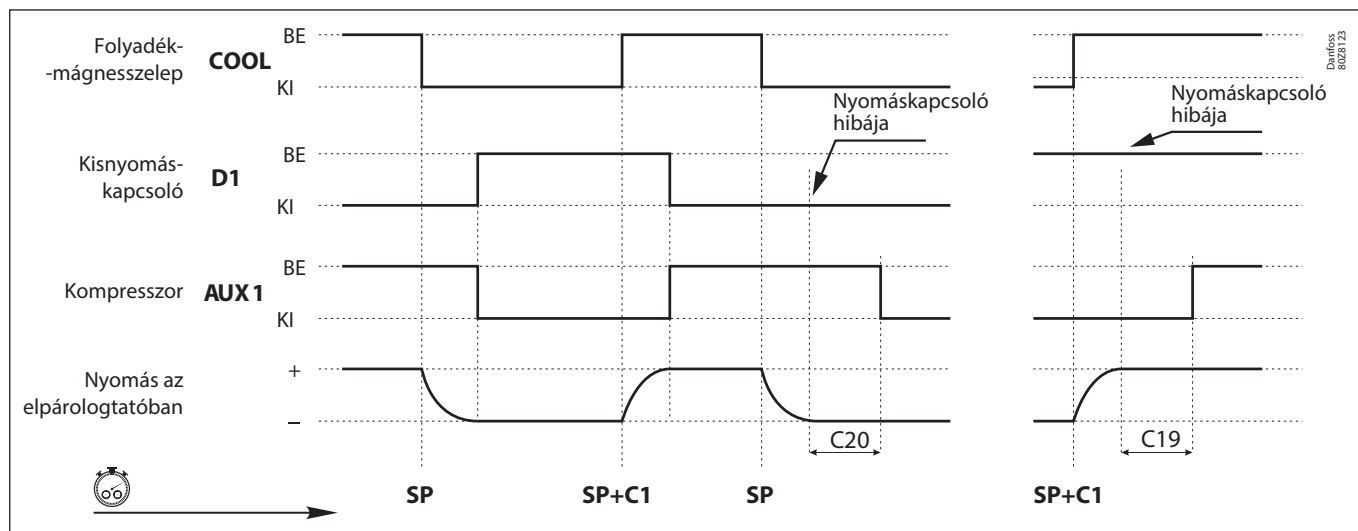 Folyadék-
-mágnesszelep
COOL
BE
KI
Nyomáskapcsoló
hibája
Nyomáskapcsoló
hibája
Danfoss
80Z8123
Kisnyomás-
kapcsoló
D1
BE
KI
Kompresszor
AUX 1
BE
KI
Nyomás az
elpárologtatóban
+
–
C20
C19
SP
SP+C1
SP
SP+C1